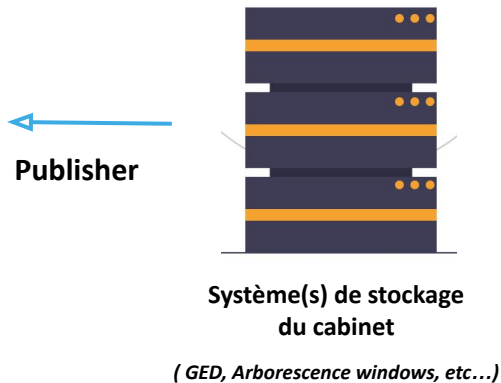 Publisher
Système(s) de stockage
du cabinet
( GED, Arborescence windows, etc…)